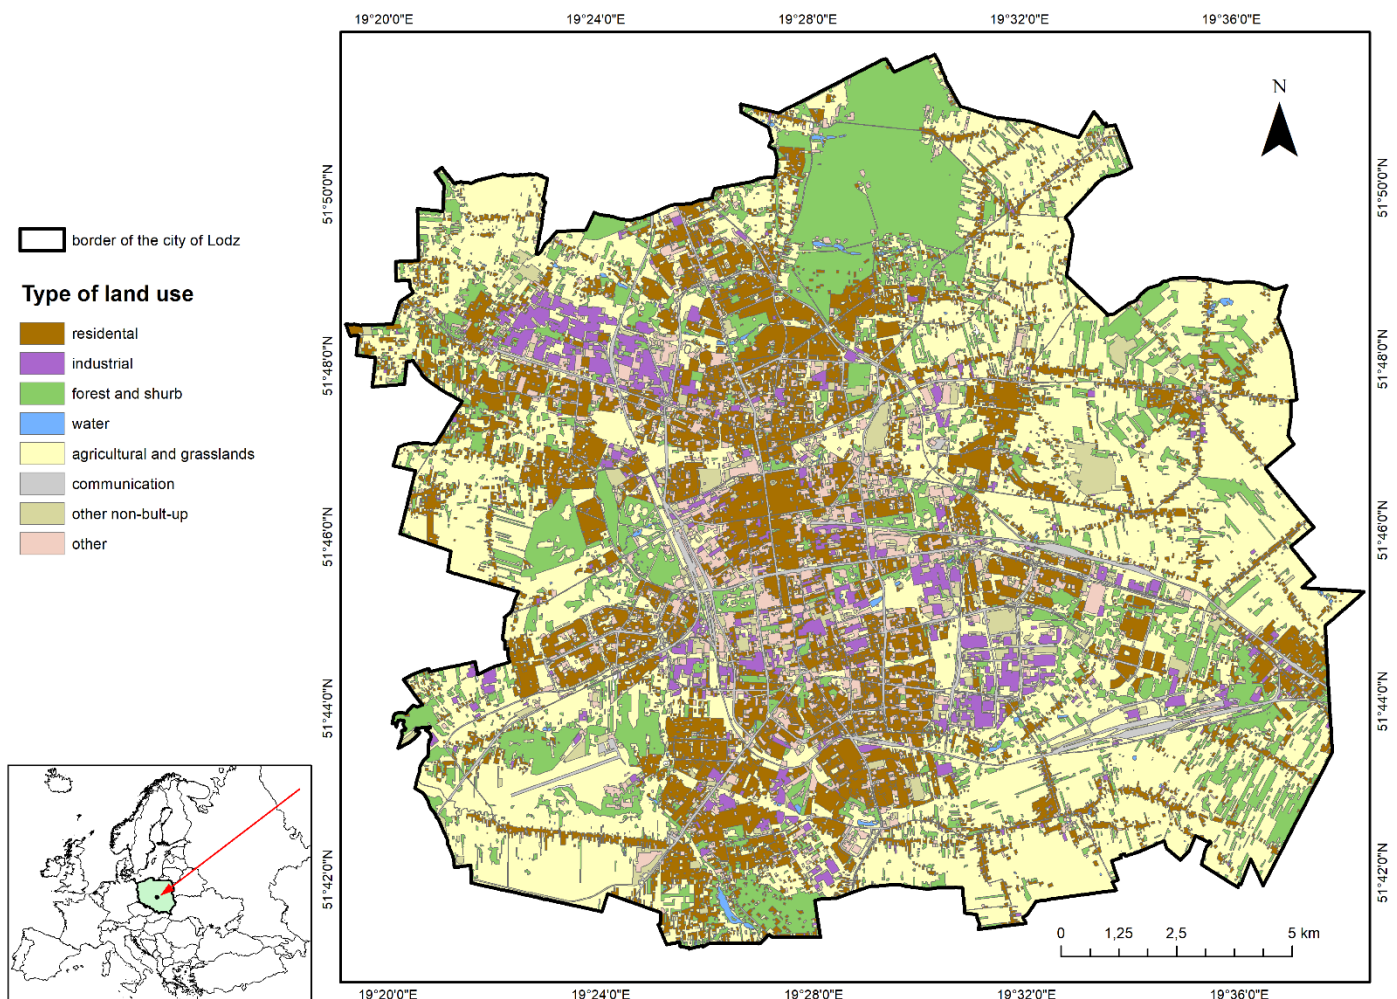 19°20'0"E 19°24'0"E 19°28'0"E 19°32'0"E 19°36'0"E
N
51°50'0"N 51°50'0"N
border of the city of Lodz
Type of land use
residental
industrial
forest and shurb
water
agricultural and grasslands
communication
other non-bult-up
other
51°48'0"N 51°48'0"N
51°46'0"N 51°46'0"N
51°44'0"N 51°44'0"N
51°42'0"N 51°42'0"N
0 1,25 2,5 5 km
19°20'0"E 19°24'0"E 19°28'0"E 19°32'0"E 19°36'0"E